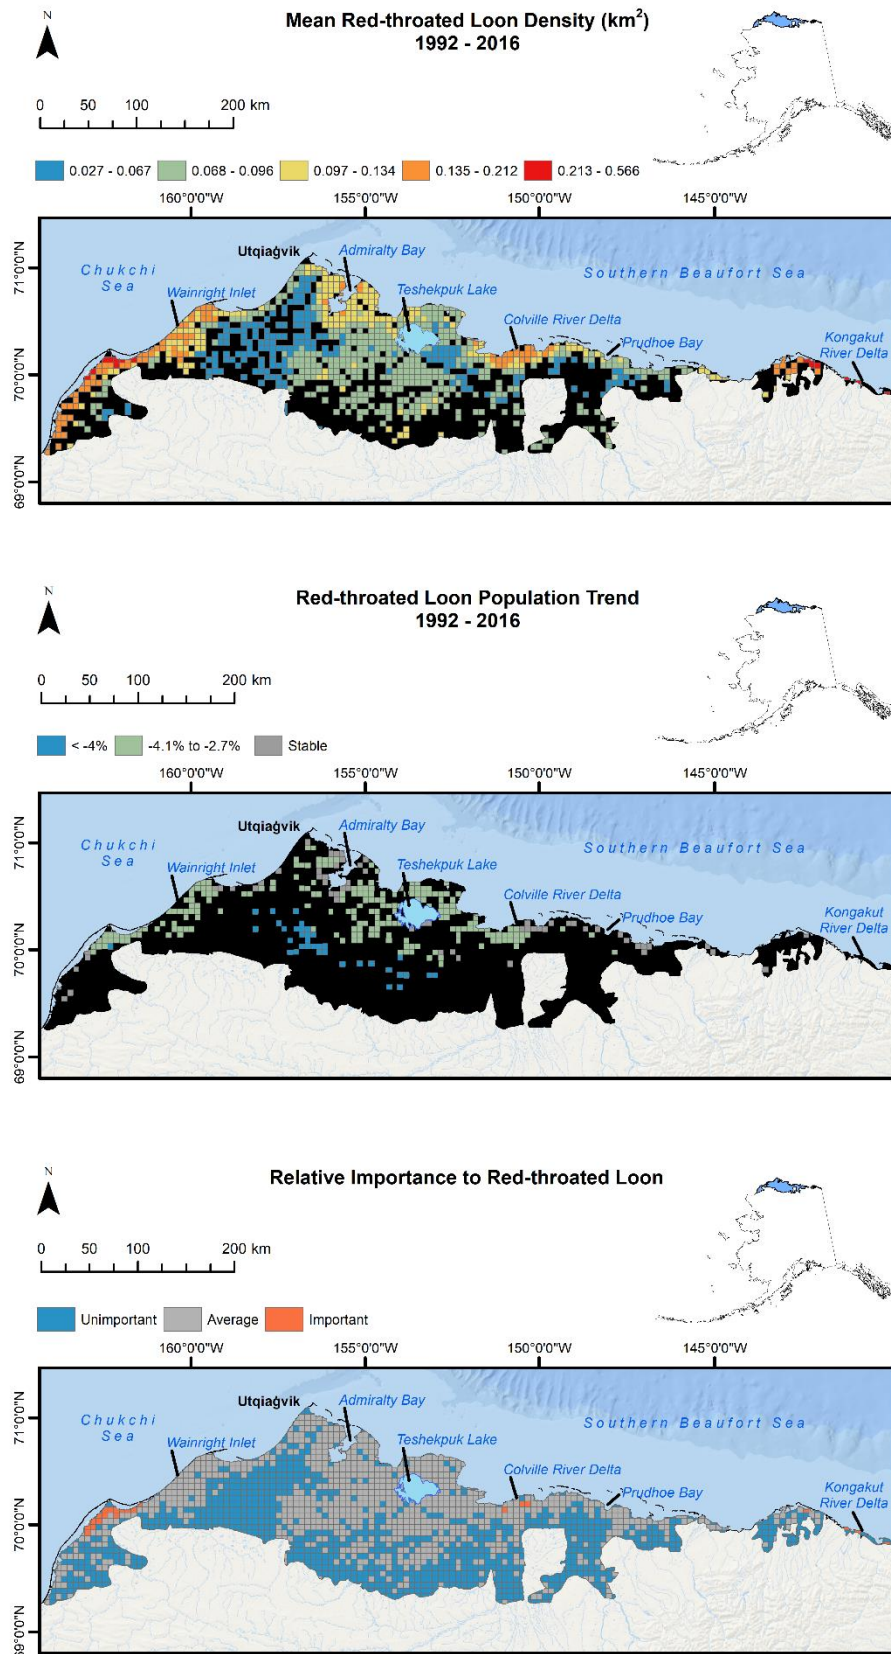 Mean Red-throated Loon Density (km²)
1992 - 2016
N
0 50 100 200 km
0.027 - 0.067 0.068 - 0.096 0.097 - 0.134 0.135 - 0.212 0.213 - 0.566
160°0'0"W 155°0'0"W 150°0'0"W 145°0'0"W
71°0'0"N
70°0'0"N
69°0'0"N
Chukchi
Sea
Utqiaġvik
Admiralty Bay
Wainright Inlet
Teshekpuk Lake
Southern Beaufort Sea
Colville River Delta
Prudhoe Bay
Kongakut
River Delta
Red-throated Loon Population Trend
1992 - 2016
N
0 50 100 200 km
< -4% -4.1% to -2.7% Stable
160°0'0"W 155°0'0"W 150°0'0"W 145°0'0"W
71°0'0"N
70°0'0"N
69°0'0"N
Chukchi
Sea
Utqiaġvik
Admiralty Bay
Wainright Inlet
Teshekpuk Lake
Southern Beaufort Sea
Colville River Delta
Prudhoe Bay
Kongakut
River Delta
Relative Importance to Red-throated Loon
N
0 50 100 200 km
Unimportant Average Important
160°0'0"W 155°0'0"W 150°0'0"W 145°0'0"W
71°0'0"N
70°0'0"N
69°0'0"N
Chukchi
Sea
Utqiaġvik
Admiralty Bay
Wainright Inlet
Teshekpuk Lake
Southern Beaufort Sea
Colville River Delta
Prudhoe Bay
Kongakut
River Delta